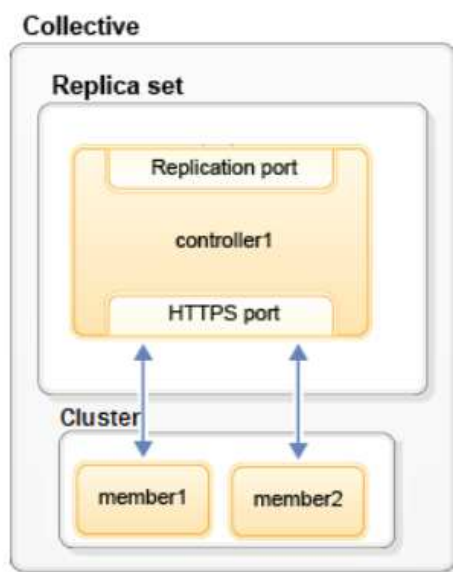 Collective
Replica set
Replication port
controller1
HTTPS port
Cluster
member1
member2